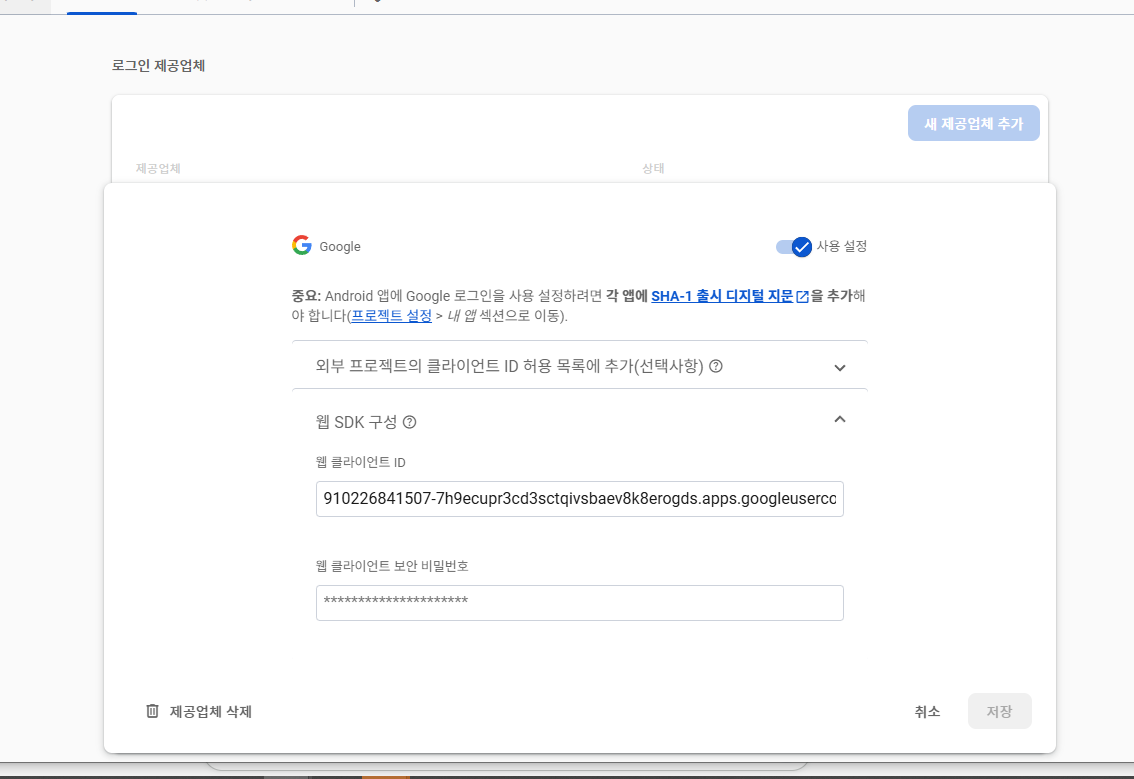 로그인 제공업체
새 제공업체 추가
제공업체 상태
Google 사용 설정
중요: Android 앱에 Google 로그인을 사용 설정하려면 각 앱에 SHA-1 출시 디지털 지문을 추가해
야 합니다(프로젝트 설정 > 내 앱 섹션으로 이동).
외부 프로젝트의 클라이언트 ID 허용 목록에 추가(선택사항)
웹 SDK 구성
웹 클라이언트 ID
910226841507-7h9ecupr3cd3sctqivsbaev8k8erogds.apps.googleuserco
웹 클라이언트 보안 비밀번호
*********************
제공업체 삭제 취소 저장